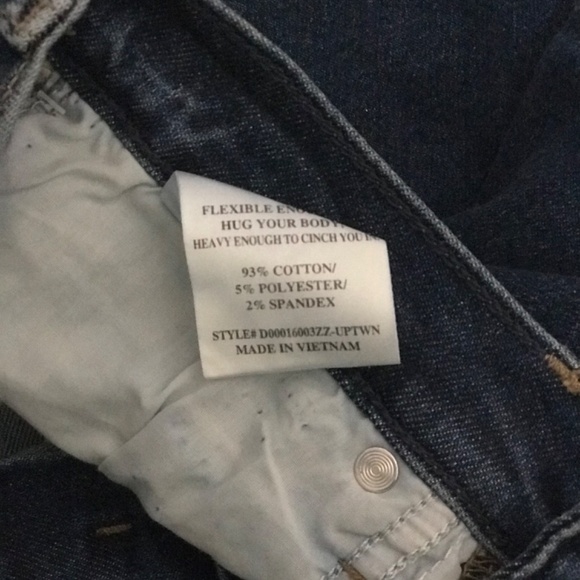 FLEXIBLE
HUG YOUR BODY,
HEAVY ENOUGH TO CINCH YOU
93% COTTON/
5% POLYESTER/
2% SPANDEX
STYLE# D00016003ZZ-UPTWN
MADE IN VIETNAM